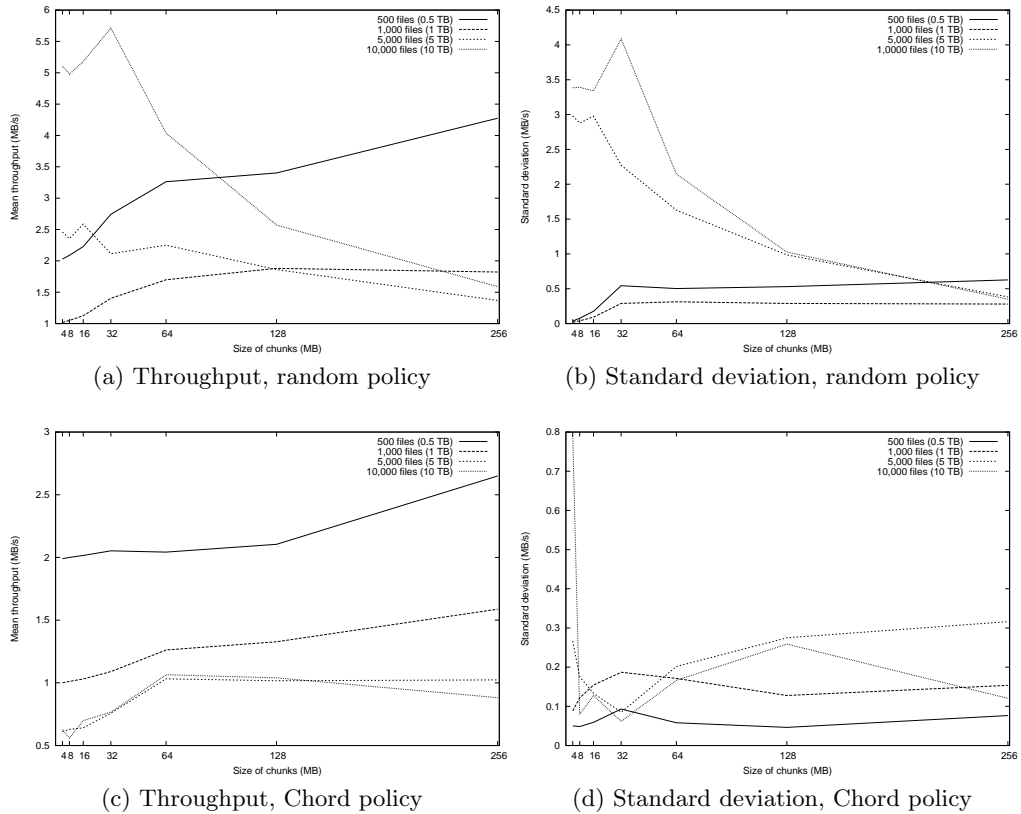 6
5.5
5
4.5
4
3.5
3
2.5
2
1.5
1
Mean throughput (MB/s)
500 files (0.5 TB)
1,000 files (1 TB)
5,000 files (5 TB)
10,000 files (10 TB)
4 8 16 32 64 128 256
Size of chunks (MB)
(a) Throughput, random policy
4.5
4
3.5
3
2.5
2
1.5
1
0.5
0
Standard deviation (MB/s)
500 files (0.5 TB)
1,000 files (1 TB)
5,000 files (5 TB)
1,0000 files (10 TB)
4 8 16 32 64 128 256
Size of chunks (MB)
(b) Standard deviation, random policy
3
2.5
2
1.5
1
0.5
Mean throughput (MB/s)
500 files (0.5 TB)
1,000 files (1 TB)
5,000 files (5 TB)
10,000 files (10 TB)
4 8 16 32 64 128 256
Size of chunks (MB)
(c) Throughput, Chord policy
0.8
0.7
0.6
0.5
0.4
0.3
0.2
0.1
0
Standard deviation (MB/s)
500 files (0.5 TB)
1,000 files (1 TB)
5,000 files (5 TB)
10,000 files (10 TB)
4 8 16 32 64 128 256
Size of chunks (MB)
(d) Standard deviation, Chord policy